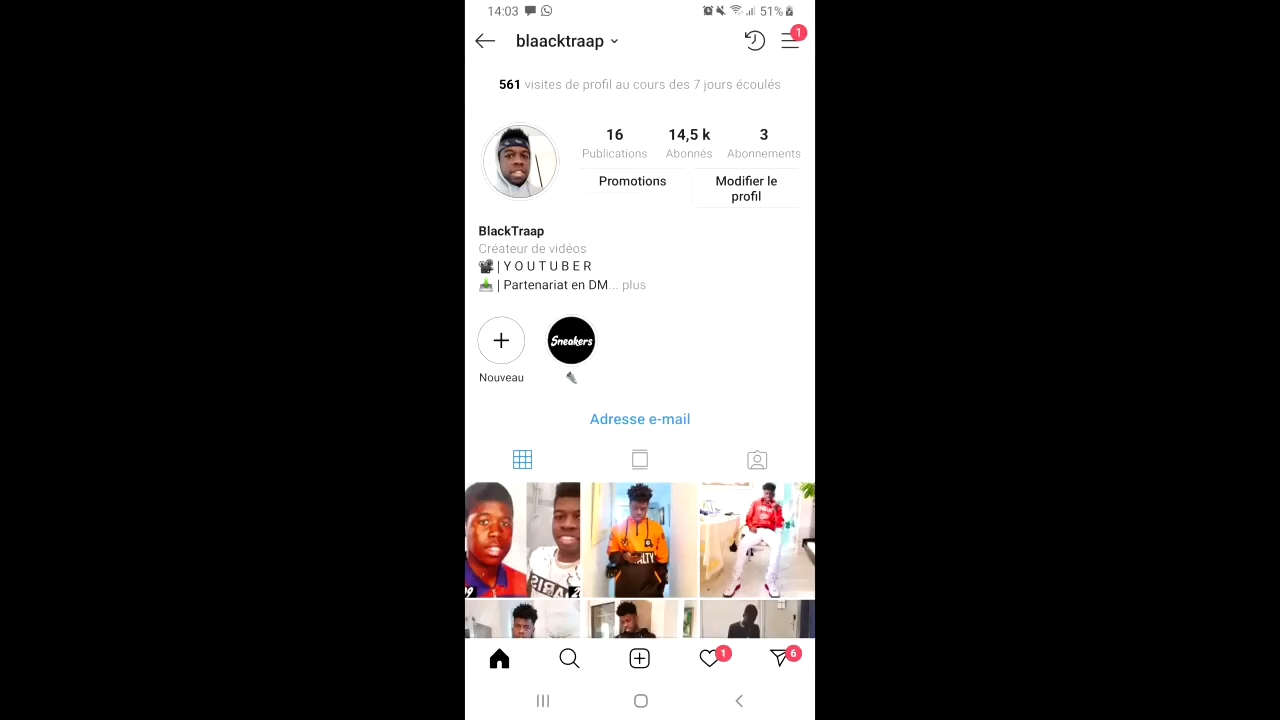 14:03
51%
blaacktraap
1
561 visites de profil au cours des 7 jours écoulés
16
14,5 k
3
Publications
Abonnés
Abonnements
Promotions
Modifier le
profil
BlackTraap
Créateur de vidéos
| Y O U T U B E R
| Partenariat en DM... plus
Sneakers
Nouveau
Adresse e-mail
1
6